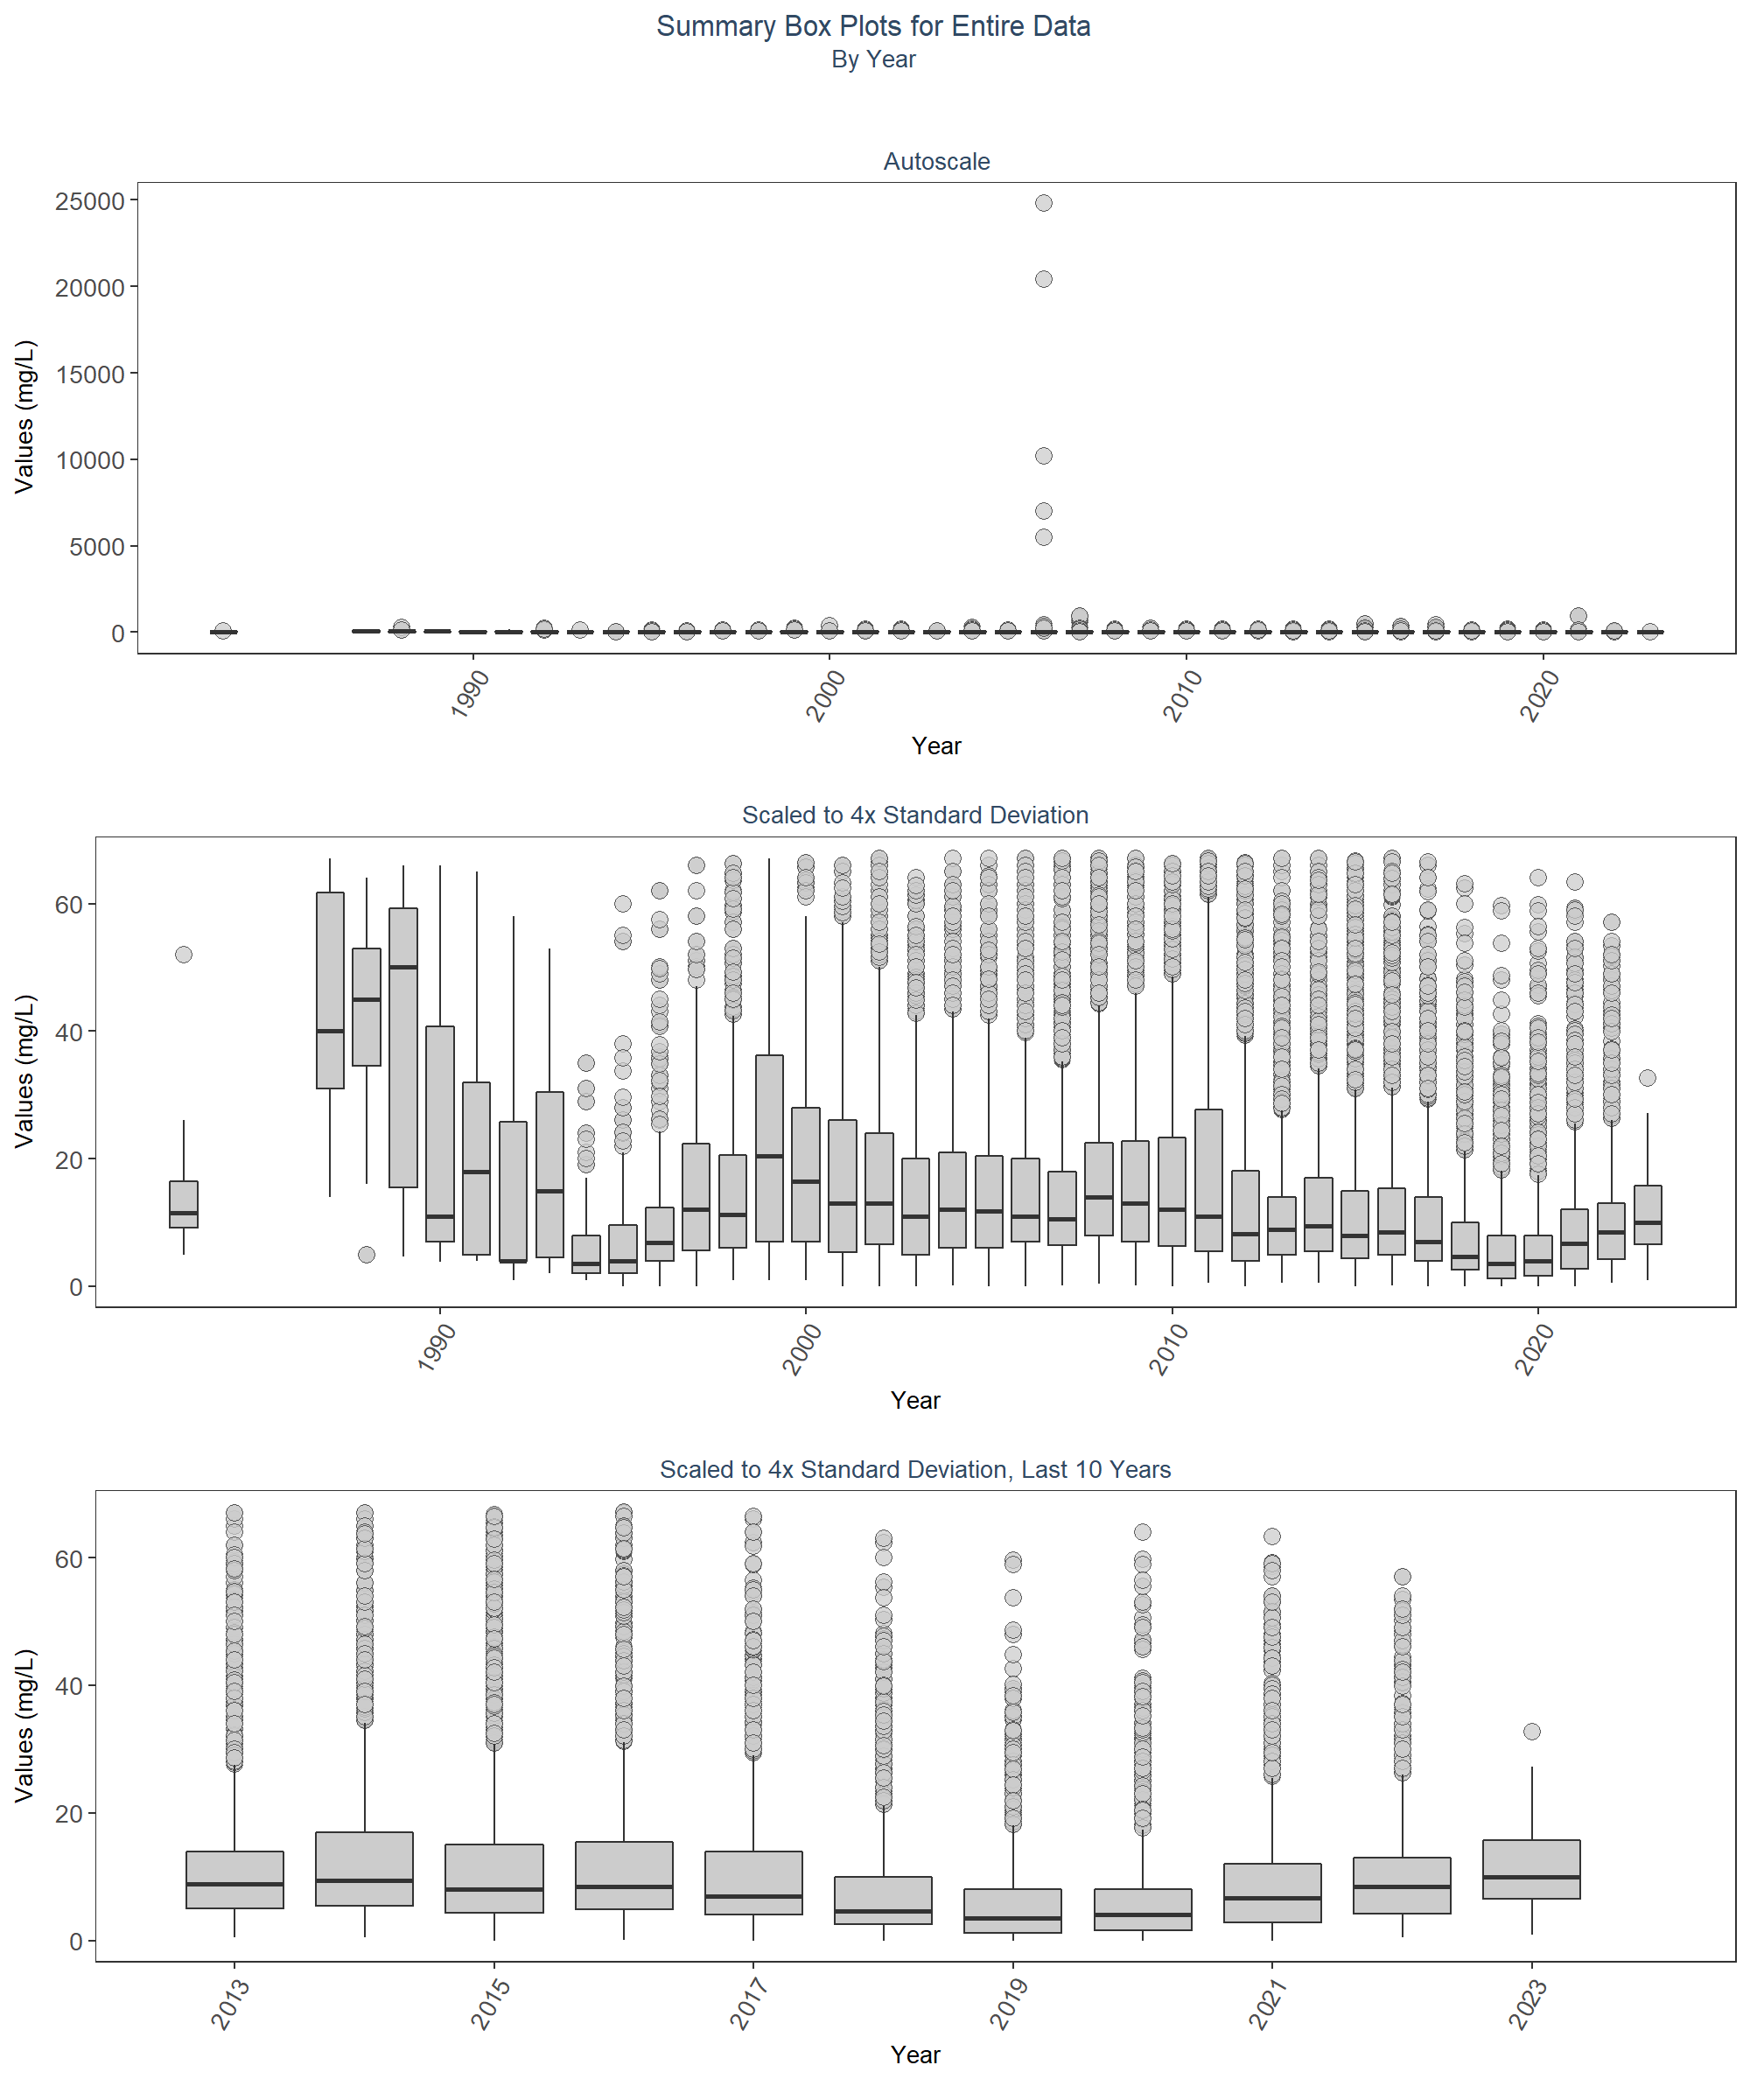 Summary Box Plots for Entire Data
By Year
Autoscale
Values (mg/L)
25000
20000
15000
10000
5000
0
1990
2000
2010
2020
Year
Scaled to 4x Standard Deviation
Values (mg/L)
60
40
20
0
1990
2000
2010
2020
Year
Scaled to 4x Standard Deviation, Last 10 Years
Values (mg/L)
60
40
20
0
2013
2015
2017
2019
2021
2023
Year